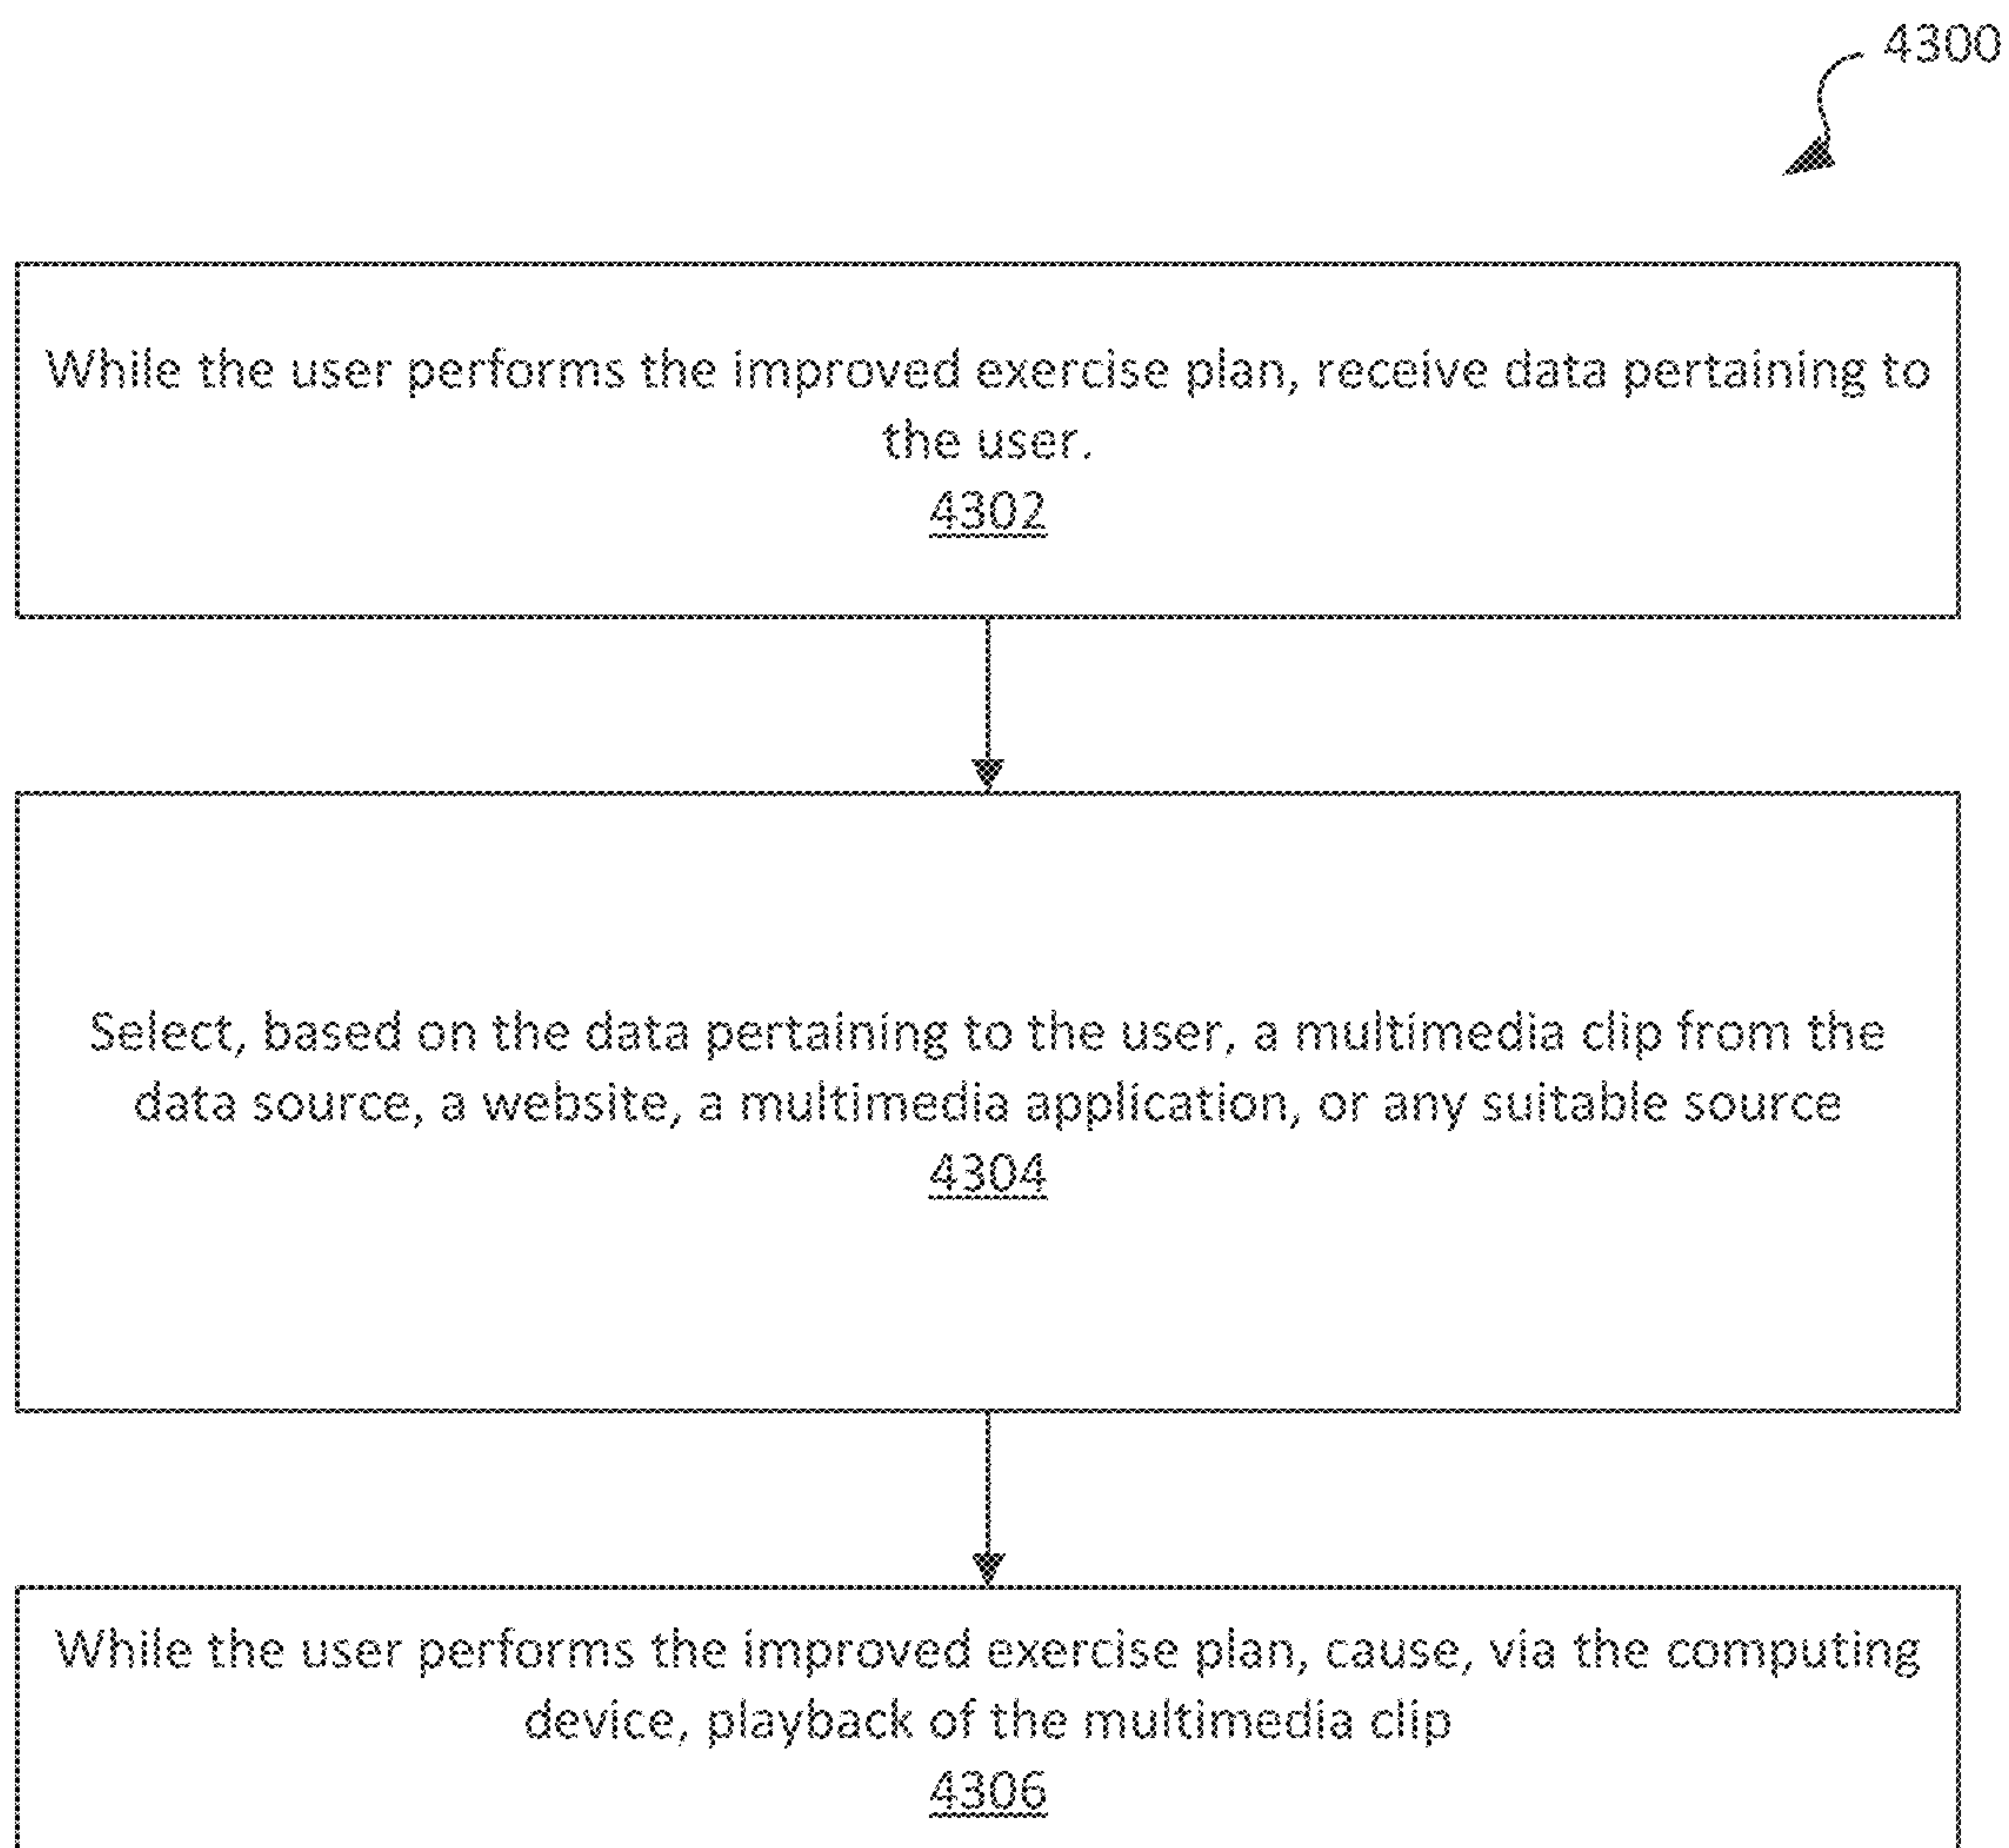 4300
While the user performs the improved exercise plan, receive data pertaining to
the user.
4302
Select, based on the data pertaining to the user, a multimedia clip from the
data source, a website, a multimedia application, or any suitable source
4304
While the user performs the improved exercise plan, cause, via the computing
device, playback of the multimedia clip
4306